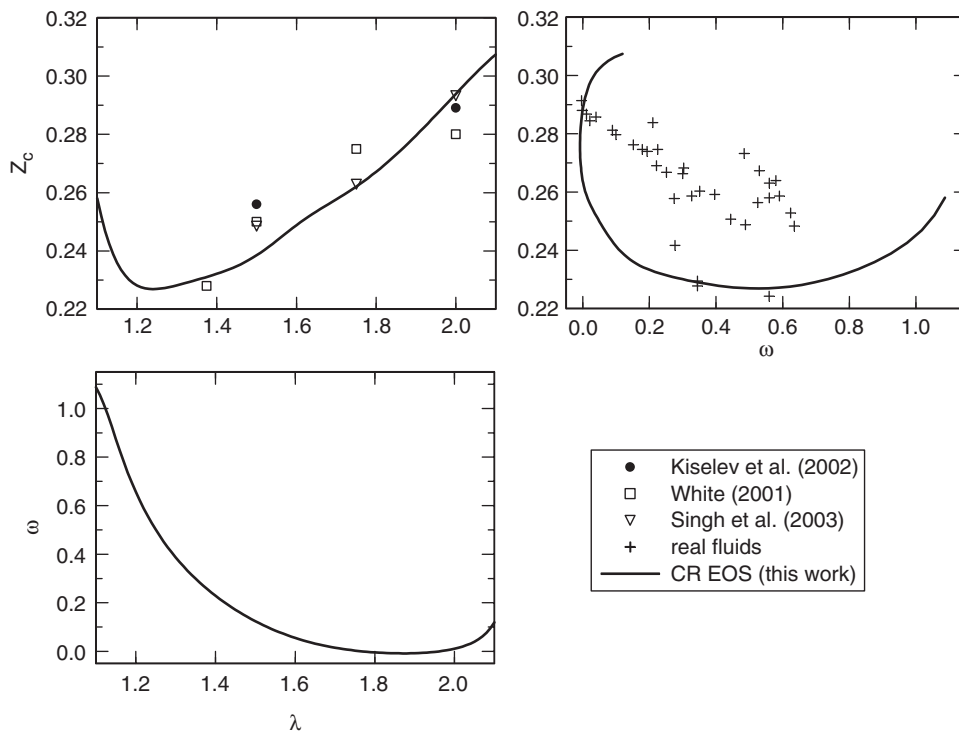 0.32
0.30
0.28
0.26
0.24
0.22
Zc
1.2 1.4 1.6 1.8 2.0
0.32
0.30
0.28
0.26
0.24
0.22
0.0 0.2 0.4 0.6 0.8 1.0
ω
1.0
0.8
0.6
0.4
0.2
0.0
ω
1.2 1.4 1.6 1.8 2.0
λ
Kiselev et al. (2002)
White (2001)
Singh et al. (2003)
real fluids
CR EOS (this work)